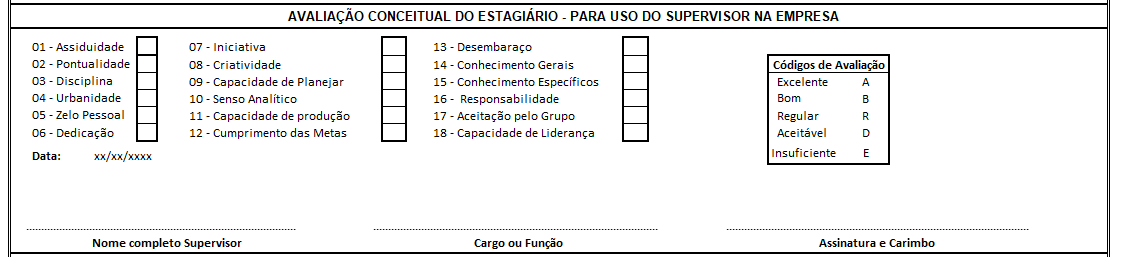 AVALIAÇÃO CONCEITUAL DO ESTAGIÁRIO - PARA USO DO SUPERVISOR NA EMPRESA
01 - Assiduidade
02 - Pontualidade
03 - Disciplina
04 - Urbanidade
05 - Zelo Pessoal
06 - Dedicação
07 - Iniciativa
08 - Criatividade
09 - Capacidade de Planejar
10 - Senso Analítico
11 - Capacidade de produção
12 - Cumprimento das Metas
13 - Desembaraço
14 - Conhecimento Gerais
15 - Conhecimento Específicos
16 - Responsabilidade
17 - Aceitação pelo Grupo
18 - Capacidade de Liderança
Códigos de Avaliação
Excelente A
Bom B
Regular R
Aceitável D
Insuficiente E
Data: xx/xx/xxxx
Nome completo Supervisor
Cargo ou Função
Assinatura e Carimbo